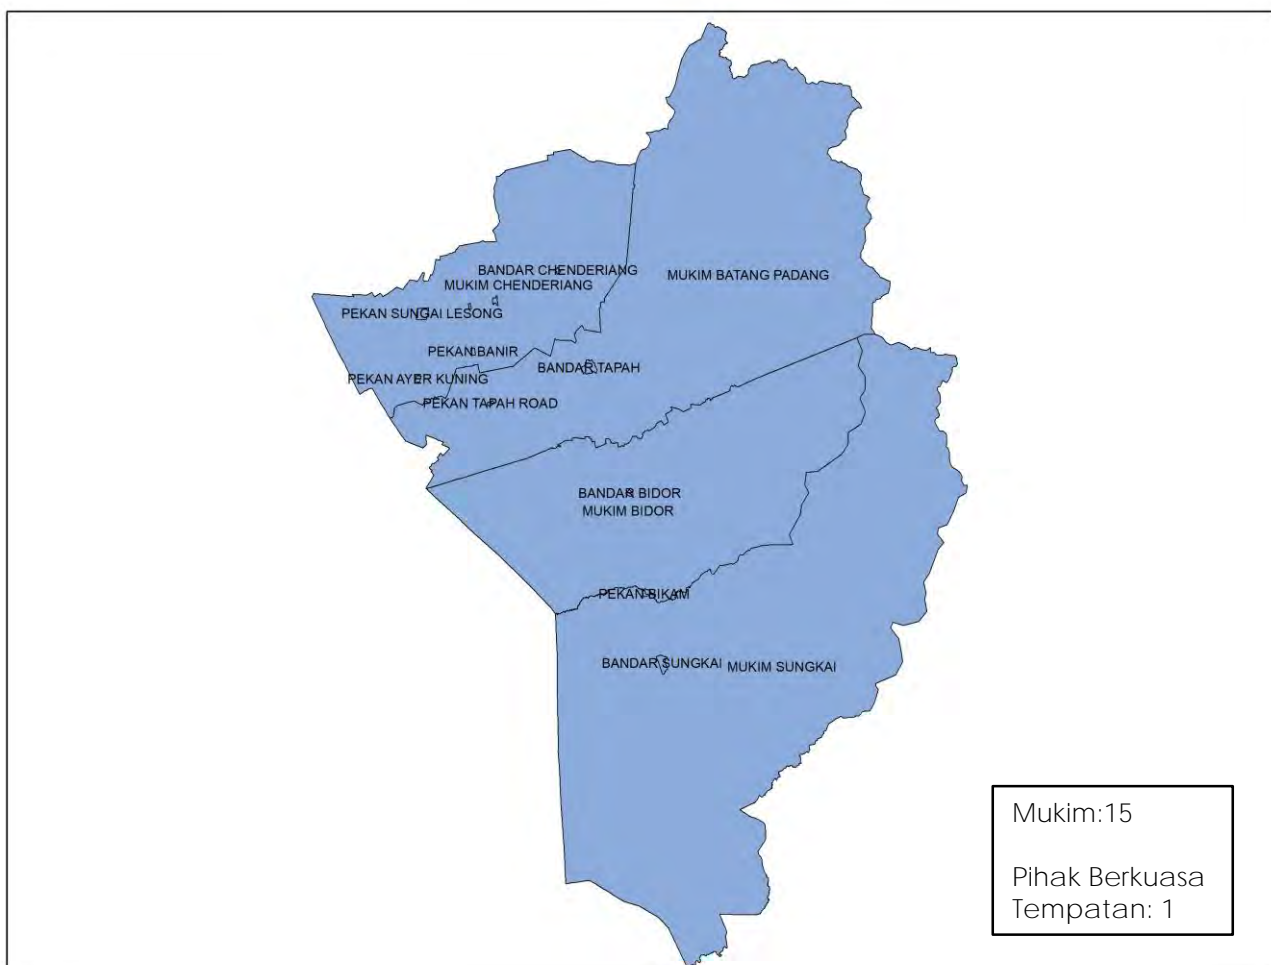 BANDAR CHENDERIANG
MUKIM BATANG PADANG
MUKIM CHENDERIANG
PEKAN SUNGAI LESONG
PEKAN BANIR
BANDAR TAPAH
PEKAN AYER KUNING
PEKAN TAPAH ROAD
BANDAR BIDOR
MUKIM BIDOR
PEKAN BIKAM
BANDAR SUNGKAI
MUKIM SUNGKAI
Mukim:15
Pihak Berkuasa
Tempatan: 1